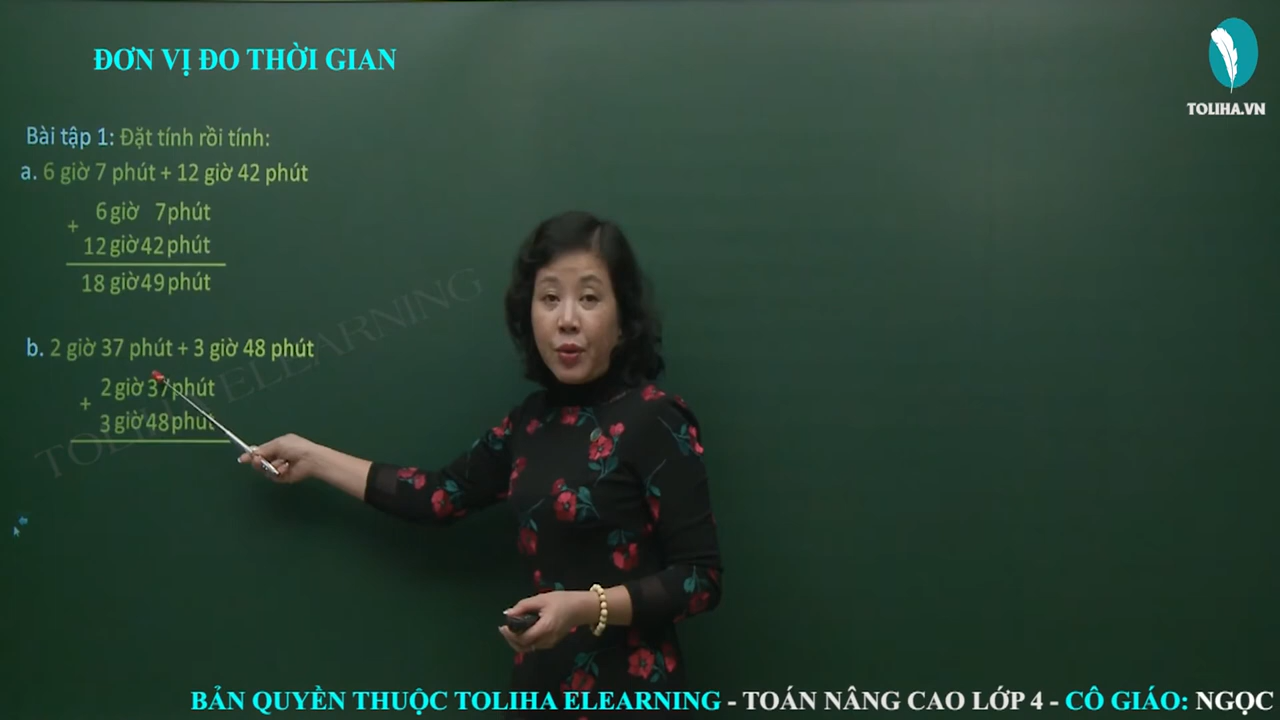 ĐƠN VỊ ĐO THỜI GIAN
TOLIHA.VN
Bài tập 1: Đặt tính rồi tính:
a. 6 giờ 7 phút + 12 giờ 42 phút
6 giờ 7 phút
+
12 giờ 42 phút
18 giờ 49 phút
b. 2 giờ 37 phút + 3 giờ 48 phút
2 giờ 37 phút
+
3 giờ 48 phút
TOLIHA ELEARNING
BẢN QUYỀN THUỘC TOLIHA ELEARNING - TOÁN NÂNG CAO LỚP 4 - CÔ GIÁO: NGỌC